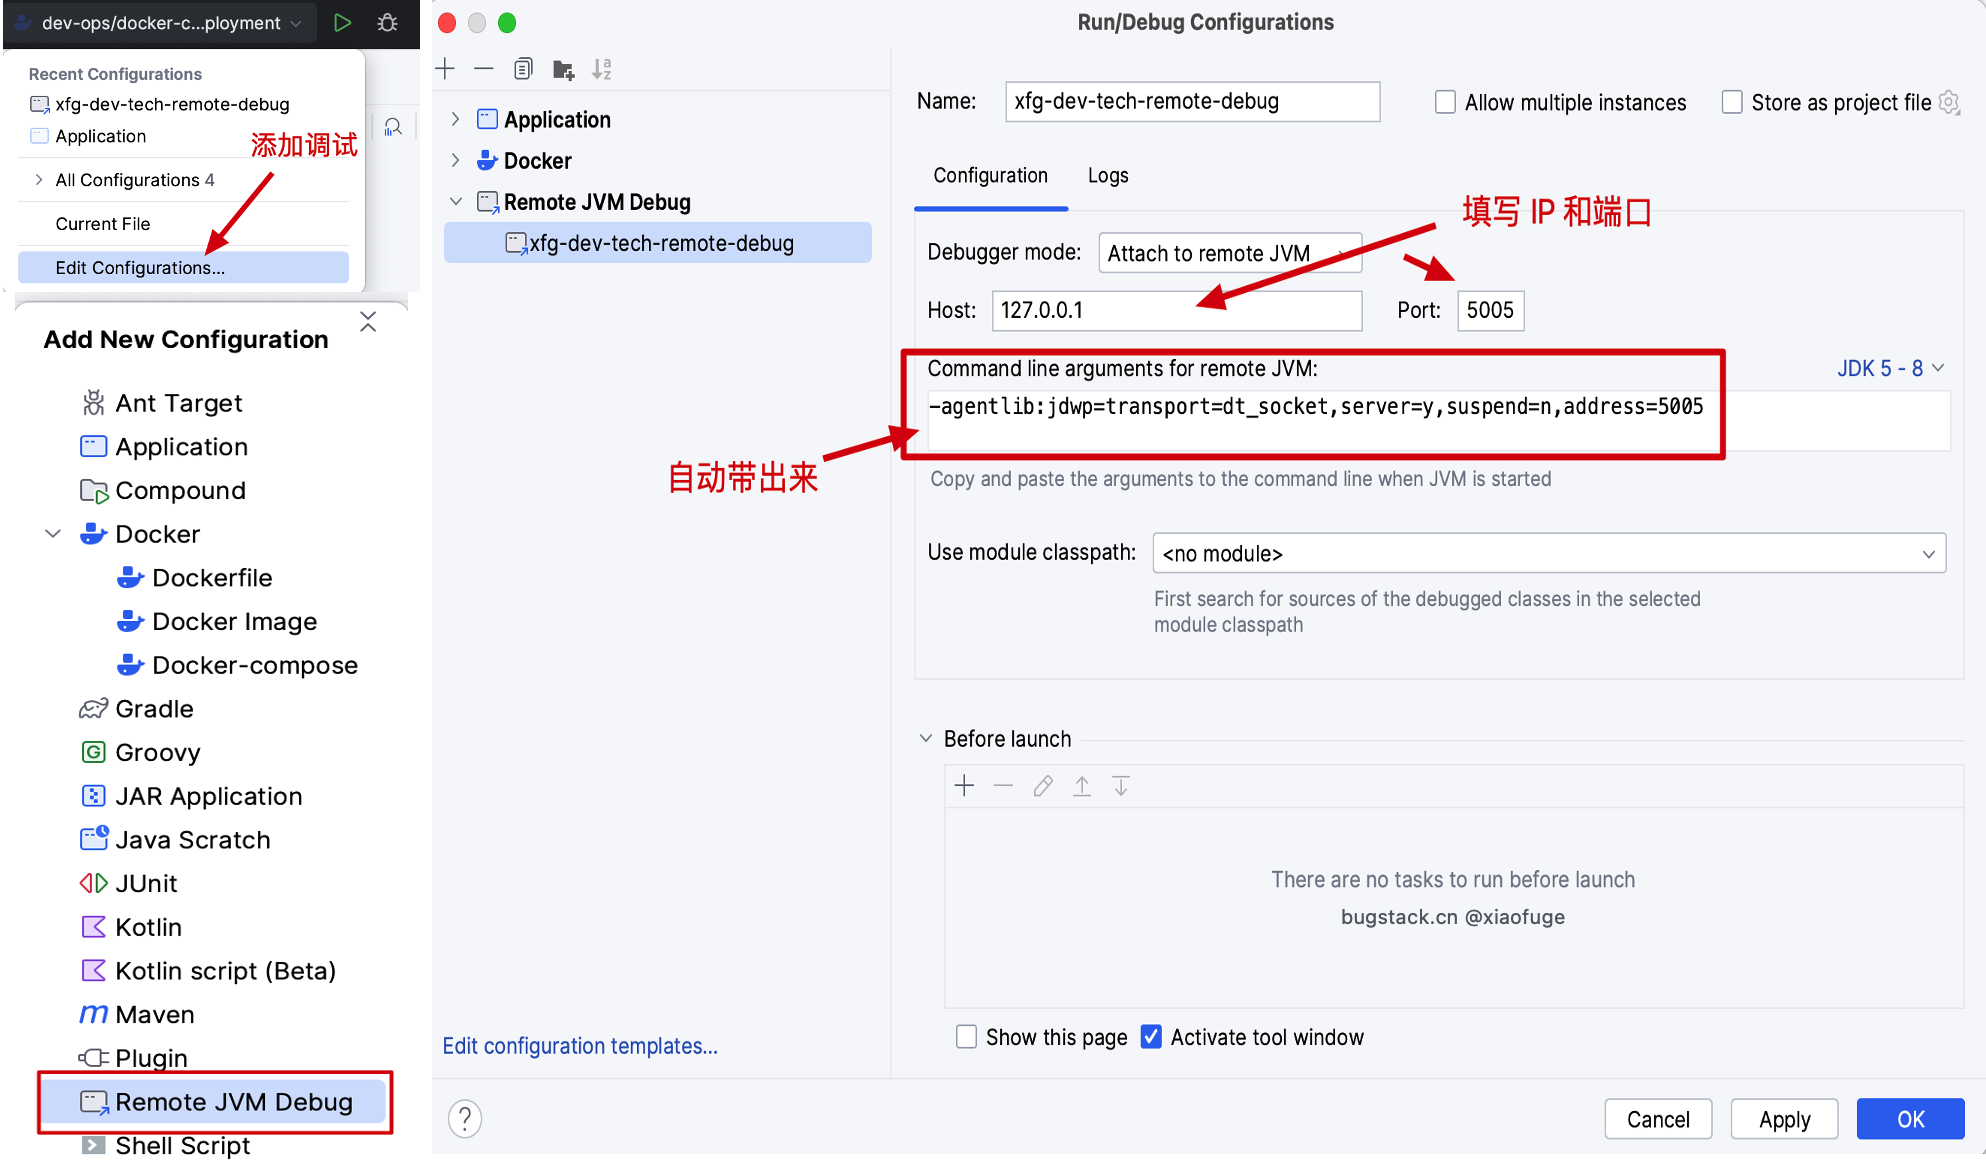 dev-ops/docker-c...ployment
Recent Configurations
xfg-dev-tech-remote-debug
Application
添加调试
All Configurations 4
Current File
Edit Configurations...
Add New Configuration
Ant Target
Application
Compound
Docker
Dockerfile
Docker Image
Docker-compose
Gradle
Groovy
JAR Application
Java Scratch
JUnit
Kotlin
Kotlin script (Beta)
Maven
Plugin
Remote JVM Debug
Shell Script
Run/Debug Configurations
Application
Docker
Remote JVM Debug
xfg-dev-tech-remote-debug
Edit configuration templates...
Name: xfg-dev-tech-remote-debug
Allow multiple instances
Store as project file
Configuration Logs
填写 IP 和端口
Debugger mode: Attach to remote JVM
Host: 127.0.0.1 Port: 5005
Command line arguments for remote JVM: JDK 5 - 8
-agentlib:jdwp=transport=dt_socket,server=y,suspend=n,address=5005
自动带出来
Copy and paste the arguments to the command line when JVM is started
Use module classpath: <no module>
First search for sources of the debugged classes in the selected
module classpath
Before launch
There are no tasks to run before launch
bugstack.cn @xiaofuge
Show this page Activate tool window
?
Cancel Apply OK